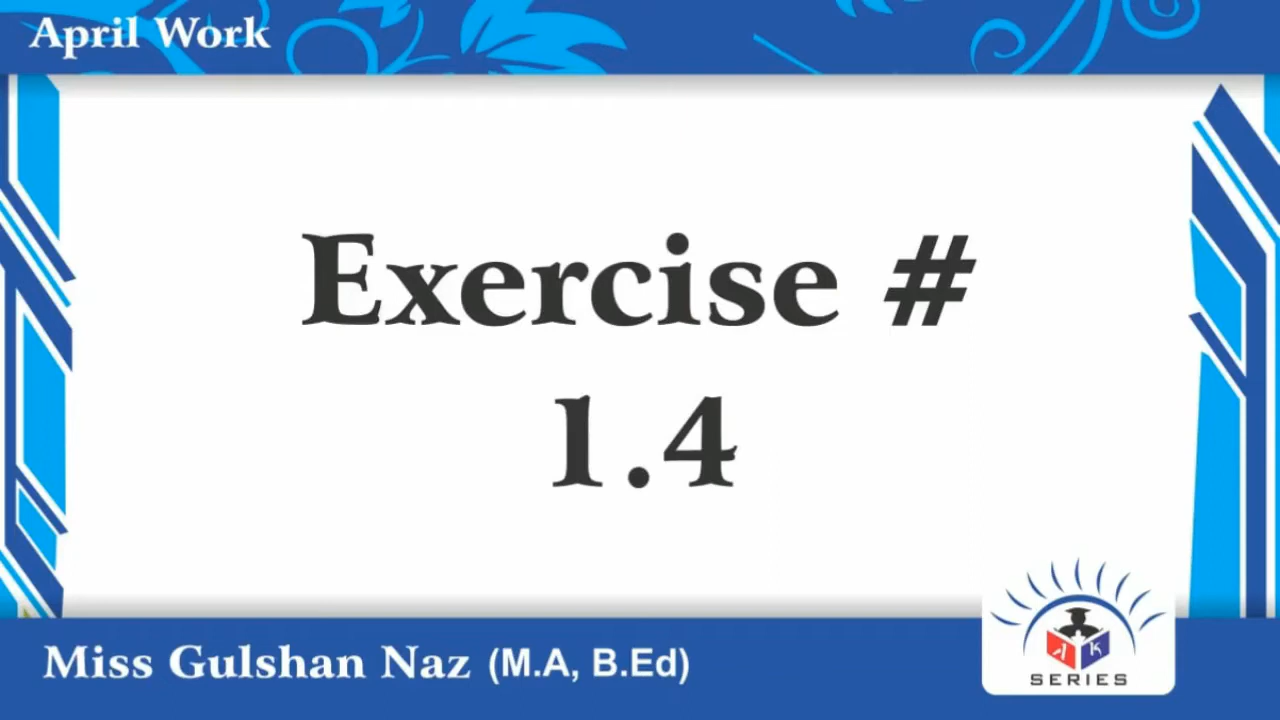 April Work
Exercise #
1.4
Miss Gulshan Naz (M.A, B.Ed)
A K
SERIES